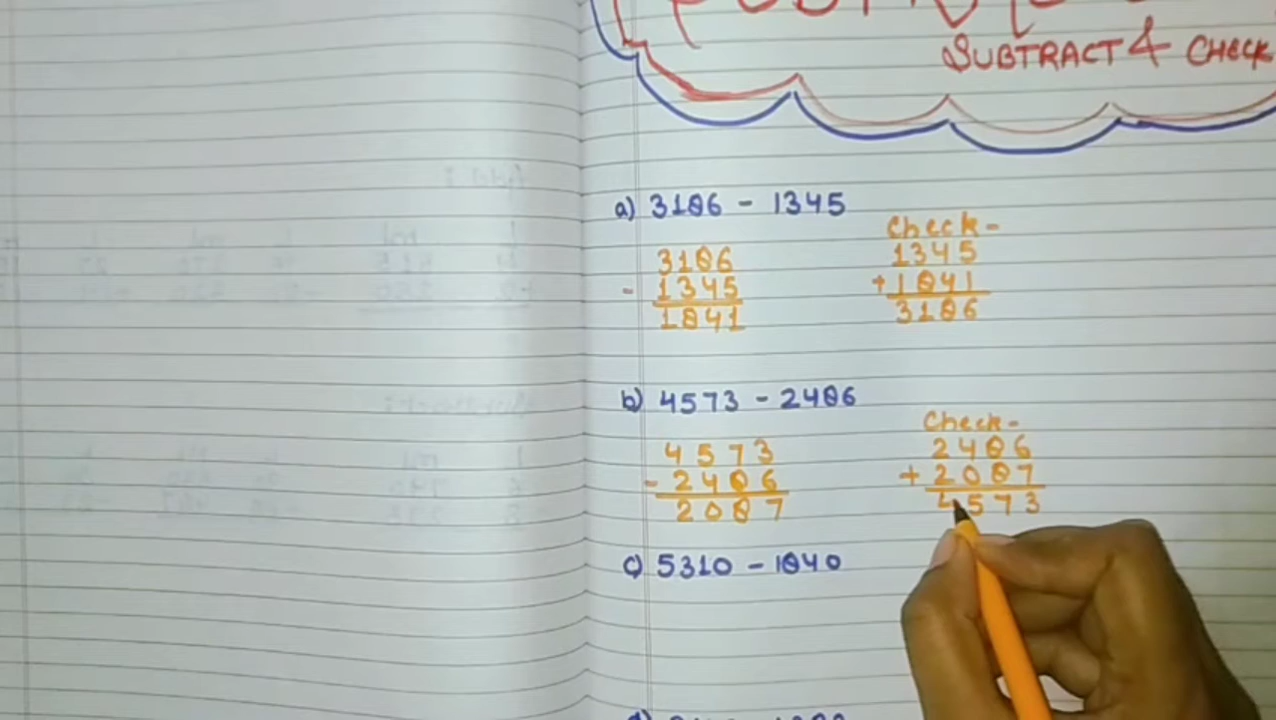 SUBTRACT & CHECK
a) 3186 - 1345
3186
- 1345
1841
Check -
1345
+ 1841
3186
b) 4573 - 2486
4573
- 2486
2087
Check -
2486
+ 2087
4573
c) 5310 - 1840